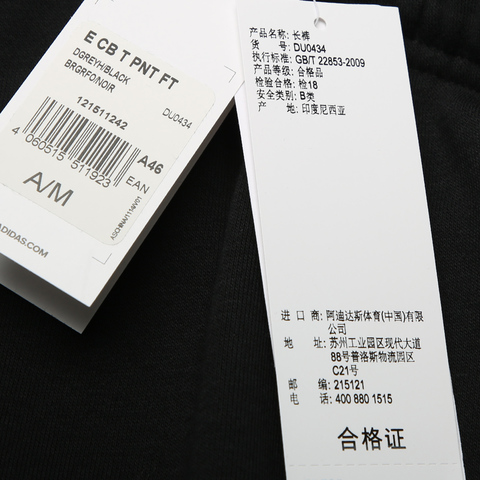 E CB T PNT FT
DGREYH/BLACK
BRGRFO/NOIR
DU0434
121511242
A46
4 060515 511923
EAN
A/M
ADIDAS.COM
产品名称: 长裤
货 号: DU0434
执行标准: GB/T 22853-2009
产品等级: 合格品
检验合格: 检18
安全类别: B类
产 地: 印度尼西亚
进 口 商: 阿迪达斯体育(中国)有限
公司
地 址: 苏州工业园区现代大道
88号普洛斯物流园区
C21号
邮 编: 215121
电 话: 400 880 1515
合格证